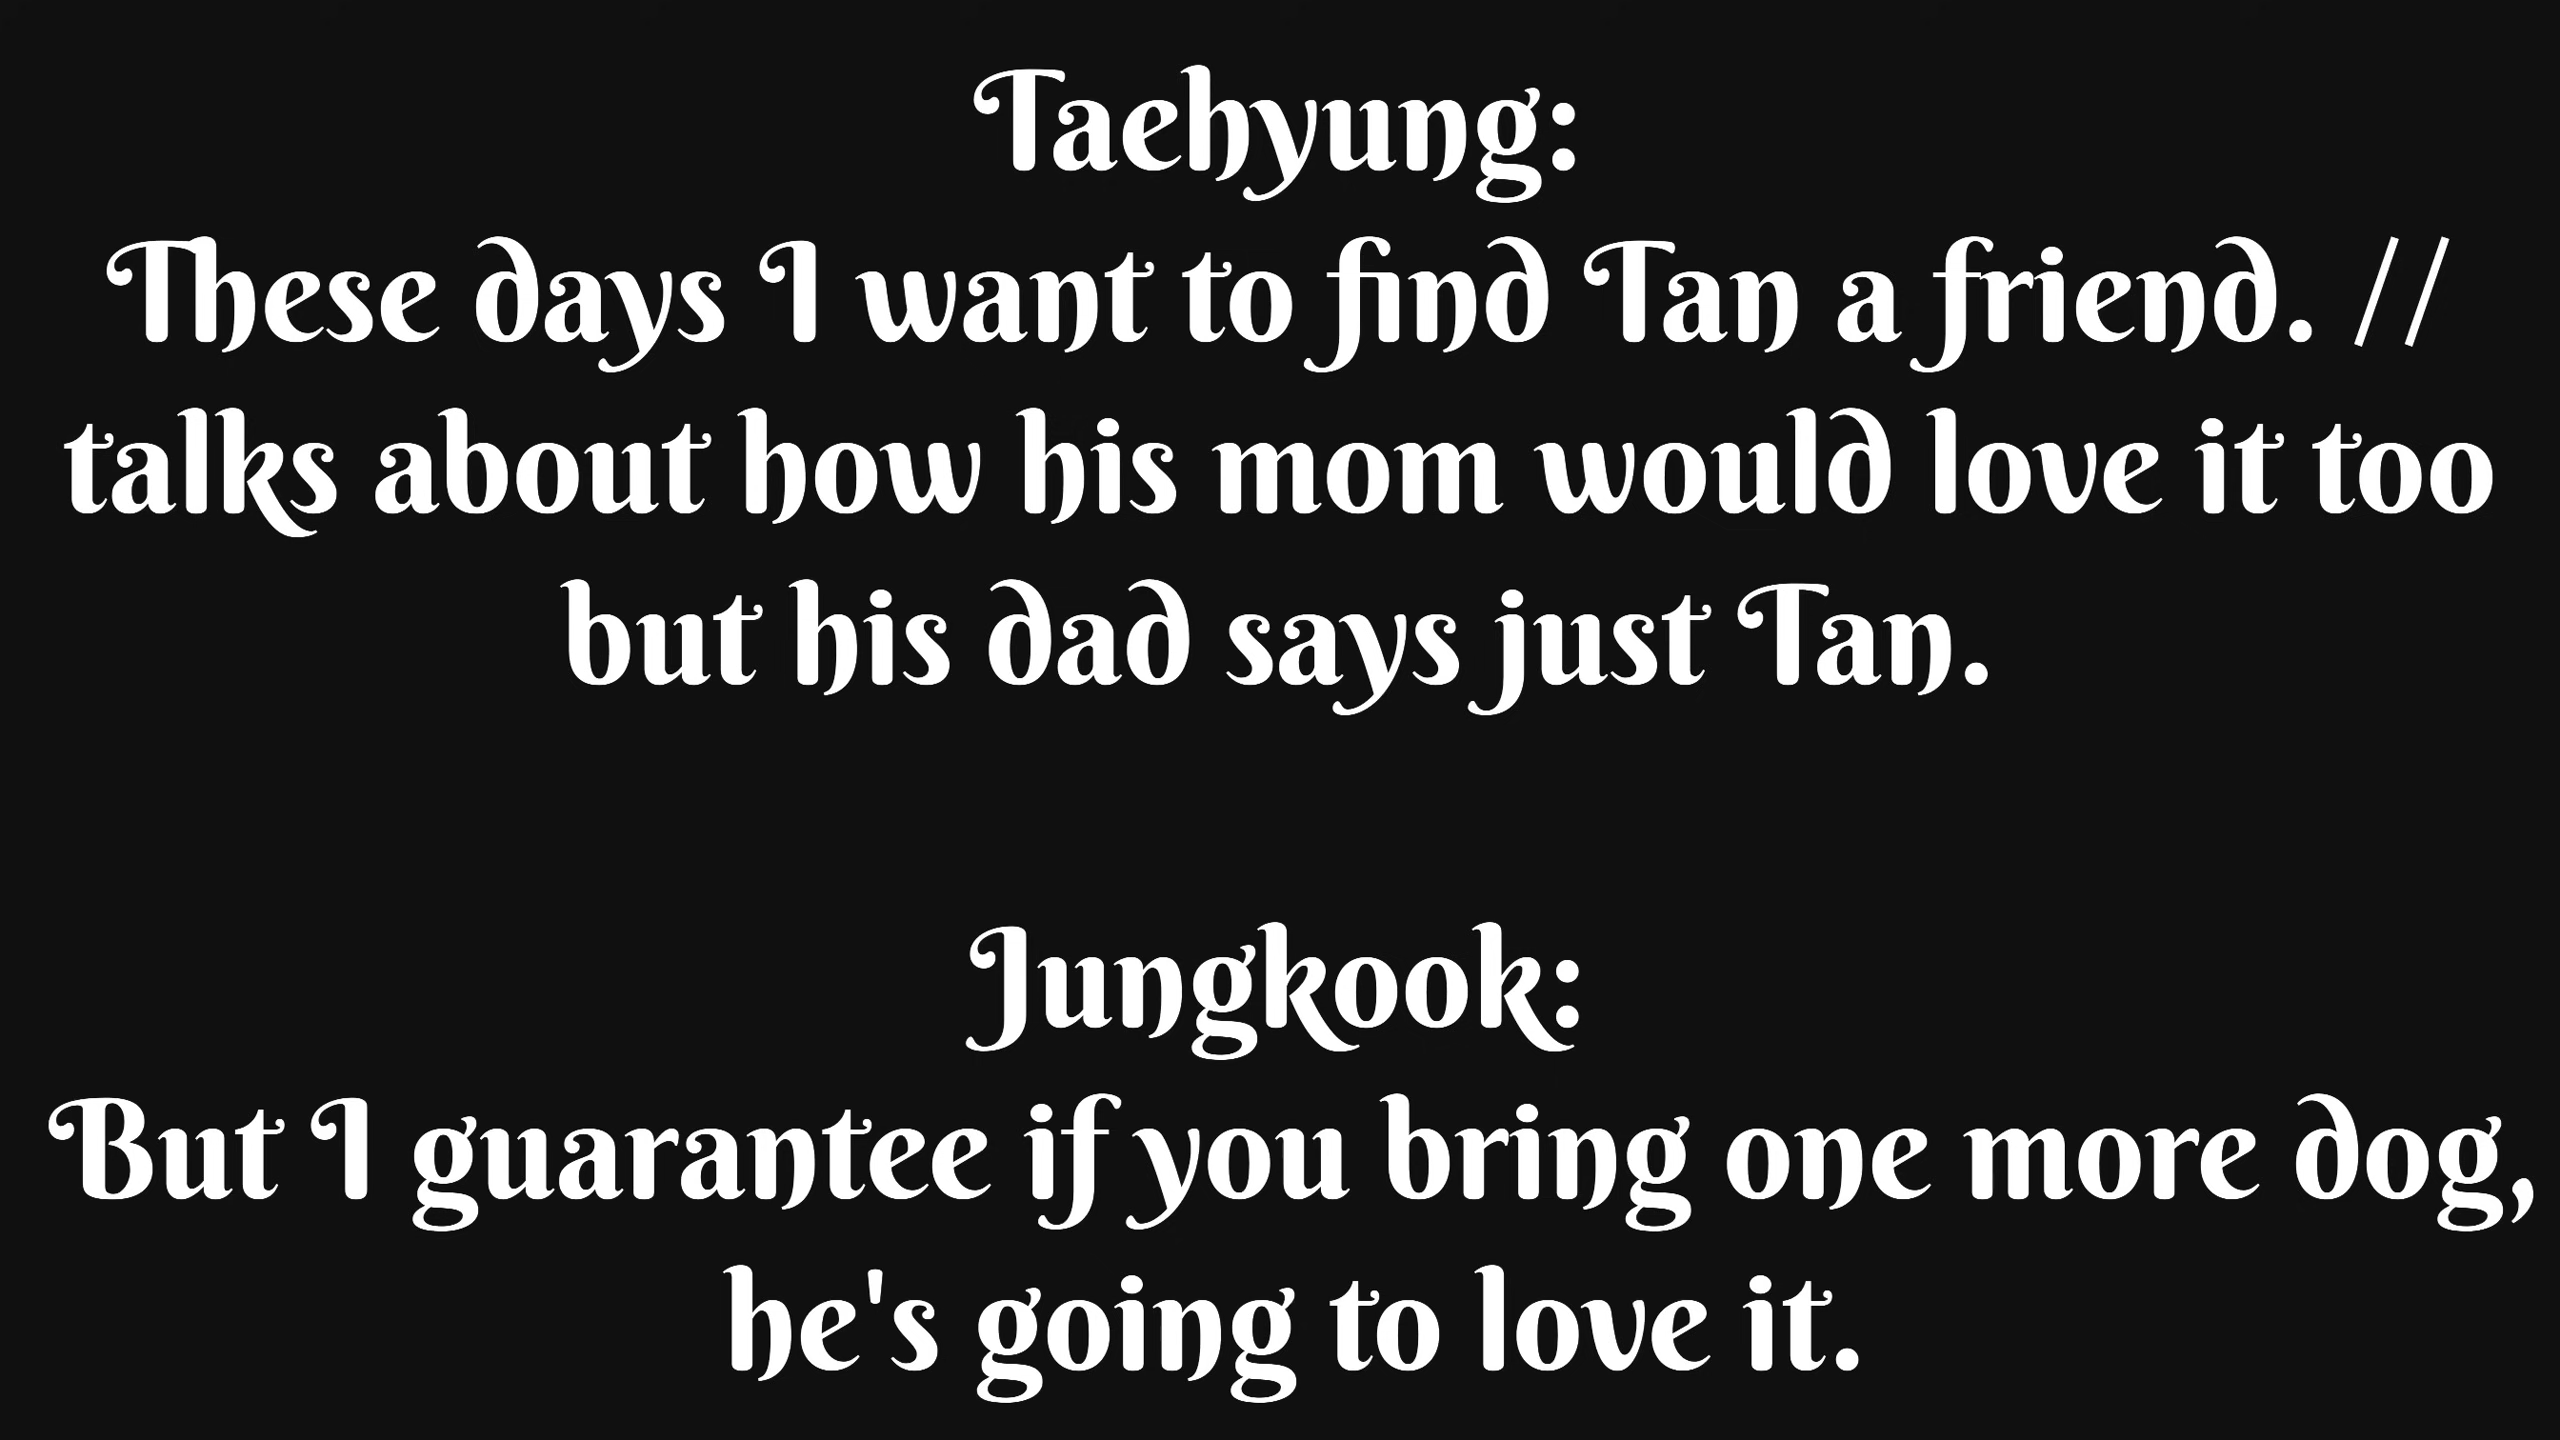 Taehyung:
These days I want to find Tan a friend. //
talks about how his mom would love it too
but his dad says just Tan.
Jungkook:
But I guarantee if you bring one more dog,
he's going to love it.